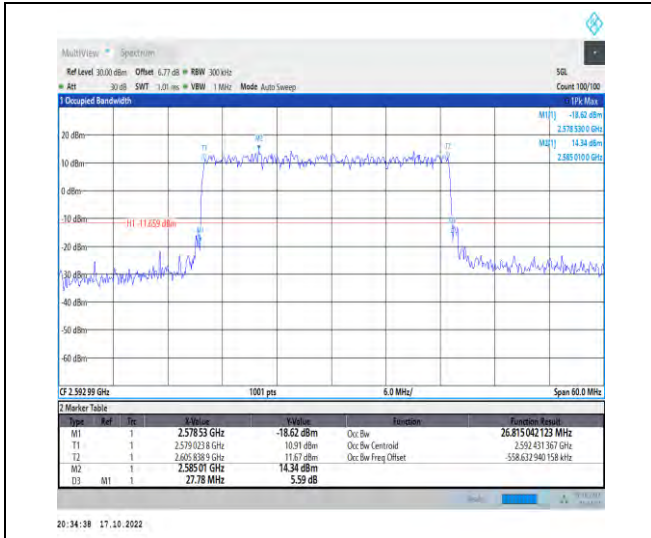 MultiView Spectrum
Ref Level 30.00 dBm Offset 6.77 dB RBW 300 kHz SGL
Att 30 dB SWT 1.01 ms VBW 1 MHz Mode Auto Sweep Count 100/100
1 Occupied Bandwidth 1Pk Max
M1[1] -18.62 dBm
2.578 530 0 GHz
M2[1] 14.34 dBm
2.585 010 0 GHz
20 dBm
M2
T1
T2
10 dBm
0 dBm
-10 dBm
H1 -11.659 dBm
-20 dBm
-30 dBm
-40 dBm
-50 dBm
-60 dBm
CF 2.592 99 GHz 1001 pts 6.0 MHz/ Span 60.0 MHz
2 Marker Table
Type Ref Trc X-Value Y-Value Function Function Result
M1 1 2.578 53 GHz -18.62 dBm Occ Bw 26.815 042 123 MHz
T1 1 2.579 023 8 GHz 10.91 dBm Occ Bw Centroid 2.592 431 367 GHz
T2 1 2.605 838 9 GHz 11.67 dBm Occ Bw Freq Offset -558.632 940 158 kHz
M2 1 2.585 01 GHz 14.34 dBm
D3 M1 1 27.78 MHz 5.59 dB
20:34:38 17.10.2022